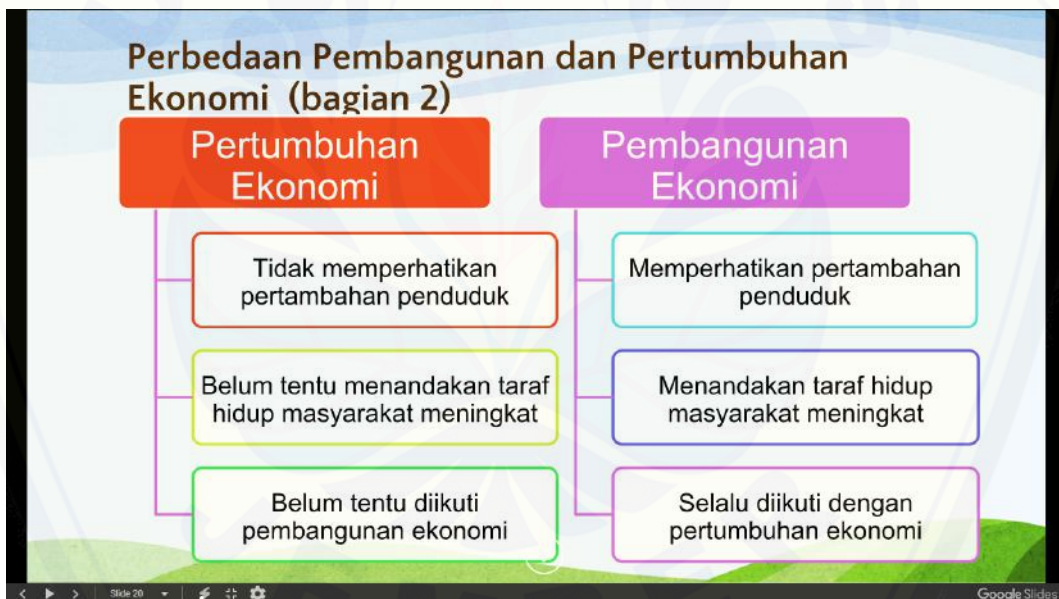 Perbedaan Pembangunan dan Pertumbuhan
Ekonomi (bagian 2)
Pertumbuhan
Ekonomi
Tidak memperhatikan
pertambahan penduduk
Belum tentu menandakan taraf
hidup masyarakat meningkat
Belum tentu diikuti
pembangunan ekonomi
Pembangunan
Ekonomi
Memperhatikan pertambahan
penduduk
Menandakan taraf hidup
masyarakat meningkat
Selalu diikuti dengan
pertumbuhan ekonomi
Slide 20
Google Slides